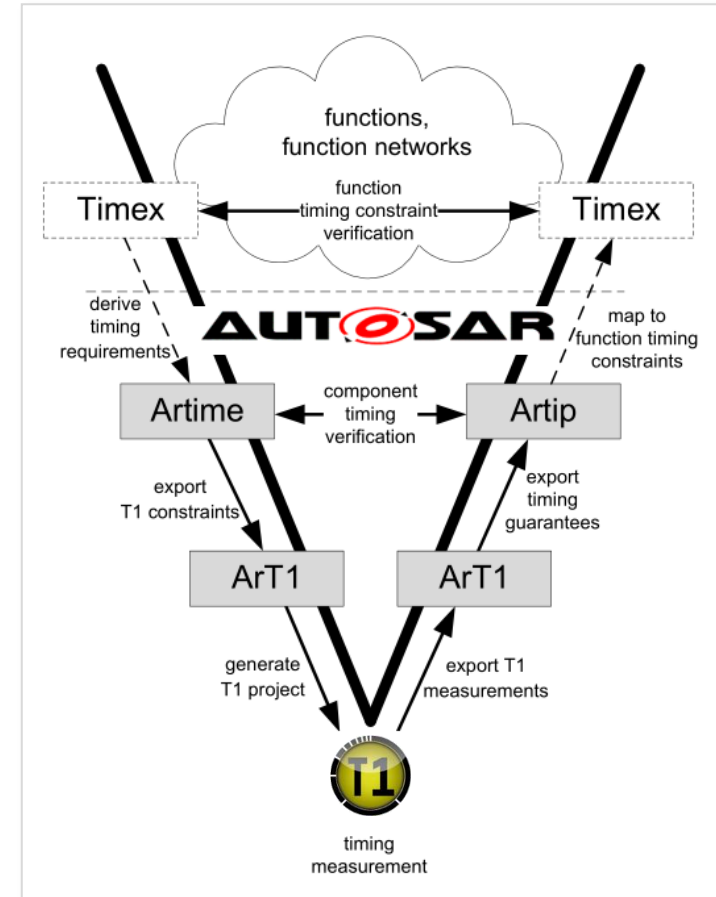 functions,
function networks
Timex
function
timing constraint
verification
Timex
derive
timing
requirements
AUTOSAR
map to
function timing
constraints
Artime
component
timing
verification
Artip
export
T1 constraints
export
timing
guarantees
ArT1
ArT1
generate
T1 project
export T1
measurements
T1
timing
measurement